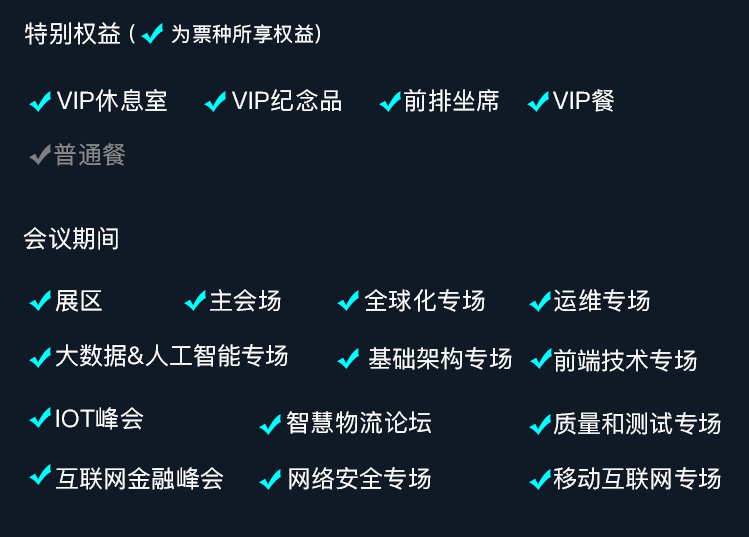 特别权益 (✔为票种所享权益)
✔VIP休息室 ✔VIP纪念品 ✔前排坐席 ✔VIP餐
✔普通餐
会议期间
✔展区 ✔主会场 ✔全球化专场 ✔运维专场
✔大数据&人工智能专场 ✔基础架构专场 ✔前端技术专场
✔IOT峰会 ✔智慧物流论坛 ✔质量和测试专场
✔互联网金融峰会 ✔网络安全专场 ✔移动互联网专场